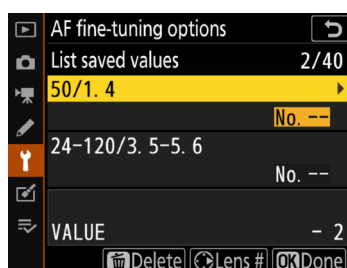 AF fine-tuning options
List saved values 2/40
50/1. 4
No. --
24-120/3. 5-5. 6
No. --
VALUE - 2
Delete Lens # OK Done